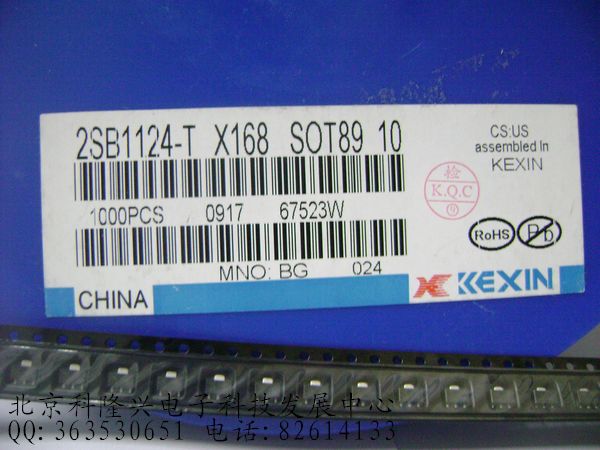 2SB1124-T X168 SOT89 10
1000PCS 0917 67523W
MNO: BG 024
CHINA
CS:US
assembled In
KEXIN
检
K.Q.C
RoHS
Pb
KEXIN
北京科隆兴电子科技发展中心
QQ:363530651 电话:82614133